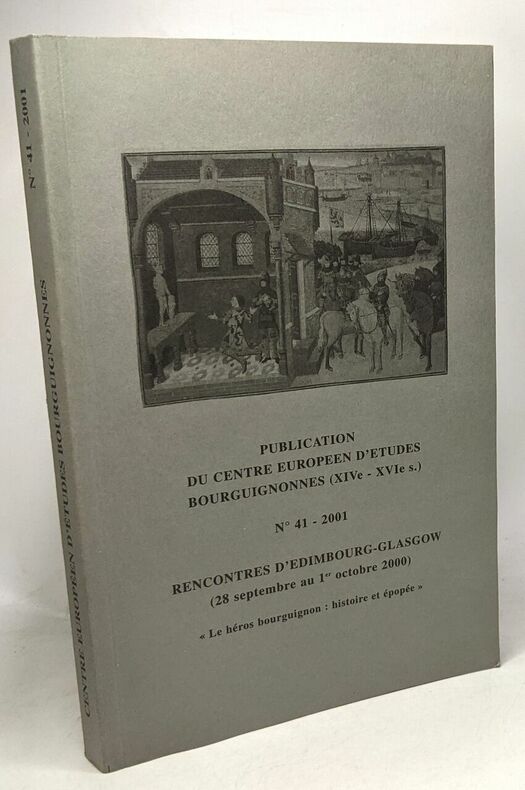 N° 41 - 2001
CENTRE EUROPÉEN D'ETUDES BOURGUIGNONNES
PUBLICATION
DU CENTRE EUROPEEN D'ETUDES
BOURGUIGNONNES (XIVe - XVIe s.)
N° 41 - 2001
RENCONTRES D'EDIMBOURG-GLASGOW
(28 septembre au 1er octobre 2000)
« Le héros bourguignon : histoire et épopée »